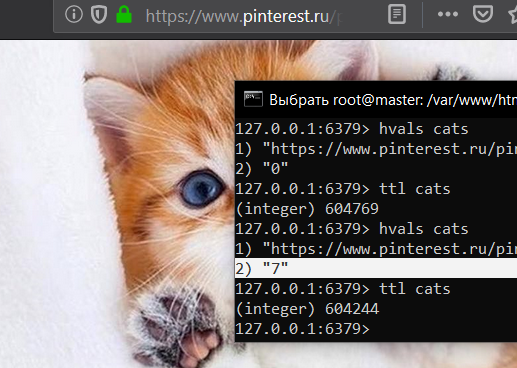 https://www.pinterest.ru/
Выбрать root@master: /var/www/htm
127.0.0.1:6379> hvals cats
1) "https://www.pinterest.ru/pin
2) "0"
127.0.0.1:6379> ttl cats
(integer) 604769
127.0.0.1:6379> hvals cats
1) "https://www.pinterest.ru/pin
2) "7"
127.0.0.1:6379> ttl cats
(integer) 604244
127.0.0.1:6379>